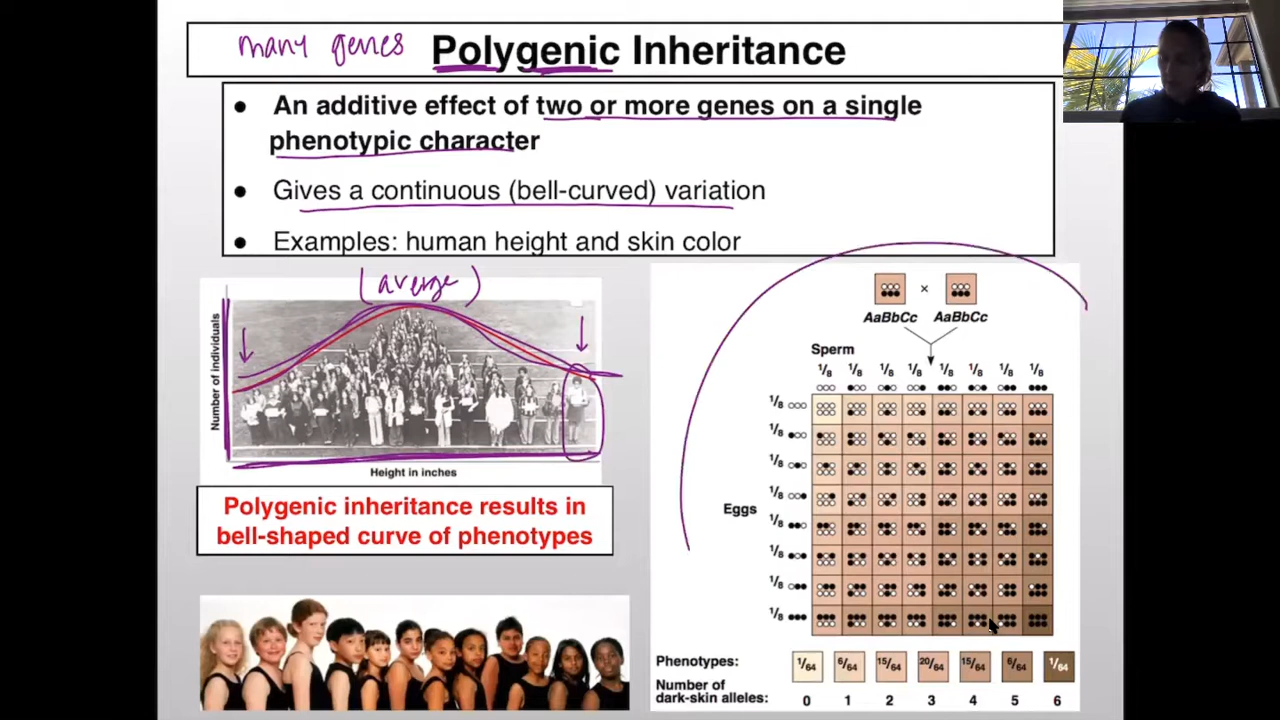 many genes Polygenic Inheritance
● An additive effect of two or more genes on a single
phenotypic character
● Gives a continuous (bell-curved) variation
● Examples: human height and skin color
(averge)
Number of individuals
Height in inches
Polygenic inheritance results in
bell-shaped curve of phenotypes
×
AaBbCc AaBbCc
Sperm
1/8 1/8 1/8 1/8 1/8 1/8 1/8 1/8
1/8
1/8
1/8
1/8
Eggs
1/8
1/8
1/8
1/8
Phenotypes: 1/64 6/64 15/64 20/64 15/64 6/64 1/64
Number of
dark-skin alleles: 0 1 2 3 4 5 6